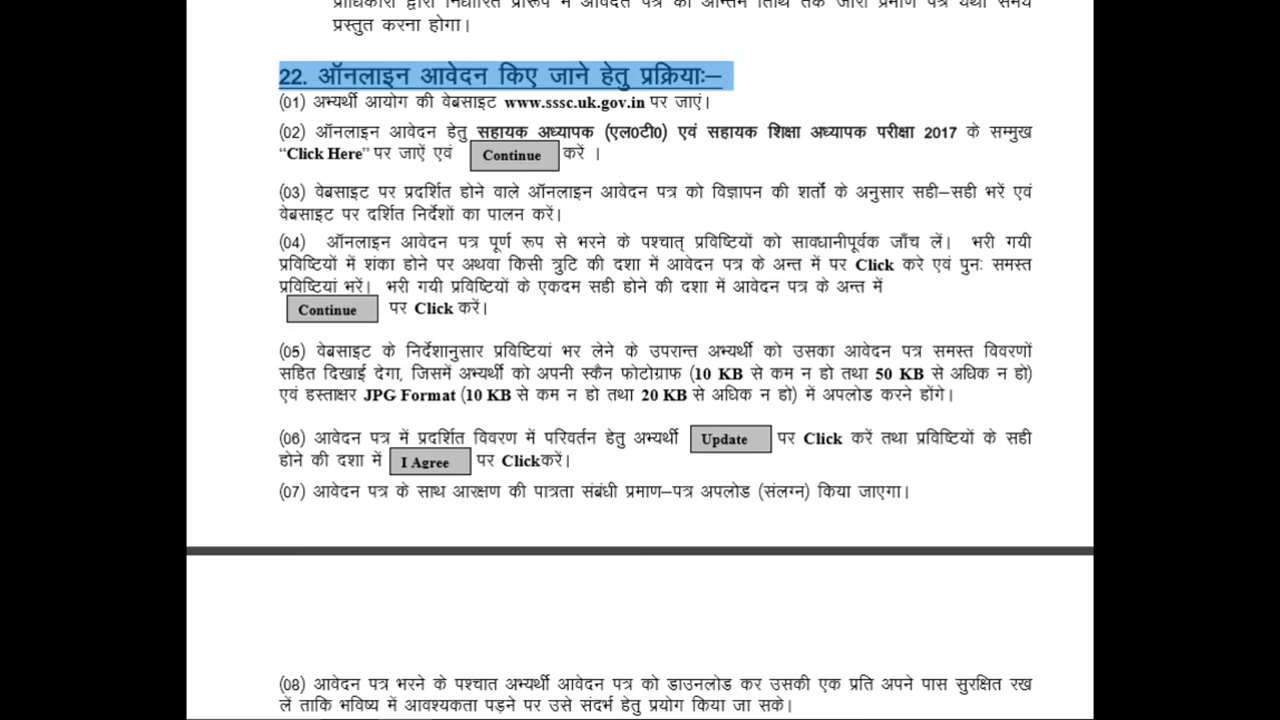 प्राधिकारी द्वारा निर्धारित प्रारूप में आवेदन पत्र की अन्तिम तिथि तक जारी प्रमाण पत्र यथा समय
प्रस्तुत करना होगा।
22. ऑनलाइन आवेदन किए जाने हेतु प्रक्रियाः–
(01) अभ्यर्थी आयोग की वेबसाइट www.sssc.uk.gov.in पर जाएं।
(02) ऑनलाइन आवेदन हेतु सहायक अध्यापक (एल0टी0) एवं सहायक शिक्षा अध्यापक परीक्षा 2017 के सम्मुख
“Click Here” पर जाऐं एवं Continue करें ।
(03) वेबसाइट पर प्रदर्शित होने वाले ऑनलाइन आवेदन पत्र को विज्ञापन की शर्तो के अनुसार सही–सही भरें एवं
वेबसाइट पर दर्शित निर्देशों का पालन करें।
(04) ऑनलाइन आवेदन पत्र पूर्ण रूप से भरने के पश्चात् प्रविष्टियों को सावधानीपूर्वक जाँच लें। भरी गयी
प्रविष्टियों में शंका होने पर अथवा किसी त्रुटि की दशा में आवेदन पत्र के अन्त में पर Click करे एवं पुनः समस्त
प्रविष्टियां भरें। भरी गयी प्रविष्टियों के एकदम सही होने की दशा में आवेदन पत्र के अन्त में
Continue पर Click करें।
(05) वेबसाइट के निर्देशानुसार प्रविष्टियां भर लेने के उपरान्त अभ्यर्थी को उसका आवेदन पत्र समस्त विवरणों
सहित दिखाई देगा, जिसमें अभ्यर्थी को अपनी स्कैन फोटोग्राफ (10 KB से कम न हो तथा 50 KB से अधिक न हो)
एवं हस्ताक्षर JPG Format (10 KB से कम न हो तथा 20 KB से अधिक न हो) में अपलोड करने होंगे।
(06) आवेदन पत्र में प्रदर्शित विवरण में परिवर्तन हेतु अभ्यर्थी Update पर Click करें तथा प्रविष्टियों के सही
होने की दशा में I Agree पर Clickकरें।
(07) आवेदन पत्र के साथ आरक्षण की पात्रता संबंधी प्रमाण–पत्र अपलोड (संलग्न) किया जाएगा।
(08) आवेदन पत्र भरने के पश्चात अभ्यर्थी आवेदन पत्र को डाउनलोड कर उसकी एक प्रति अपने पास सुरक्षित रख
लें ताकि भविष्य में आवश्यकता पड़ने पर उसे संदर्भ हेतु प्रयोग किया जा सके।